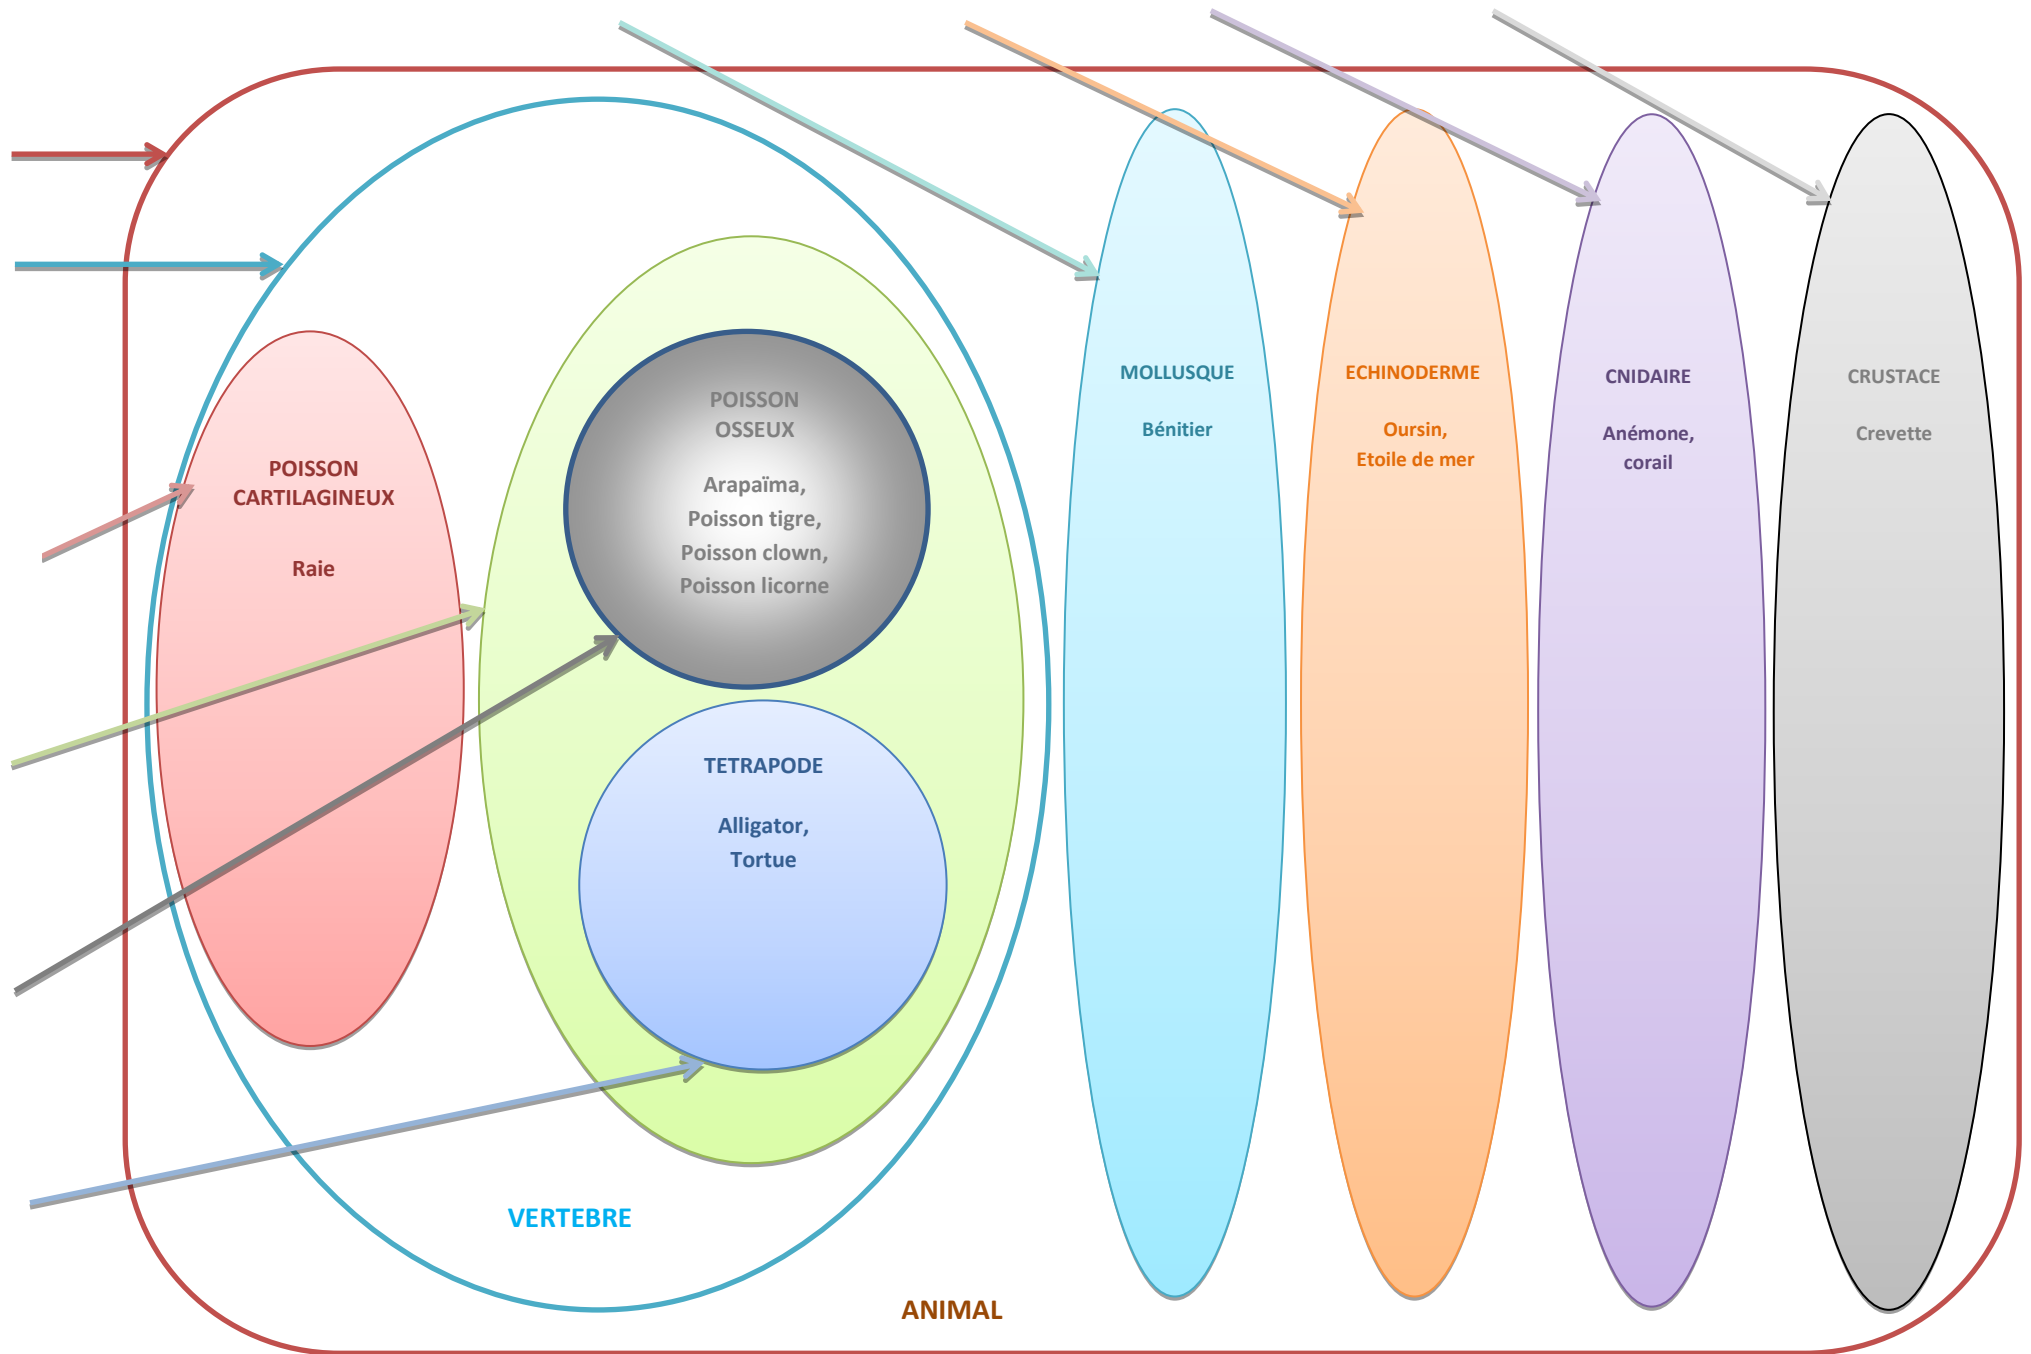 POISSON
CARTILAGINEUX
Raie
POISSON
OSSEUX
Arapaïma,
Poisson tigre,
Poisson clown,
Poisson licorne
TETRAPODE
Alligator,
Tortue
VERTEBRE
MOLLUSQUE
Bénitier
ECHINODERME
Oursin,
Etoile de mer
CNIDAIRE
Anémone,
corail
CRUSTACE
Crevette
ANIMAL